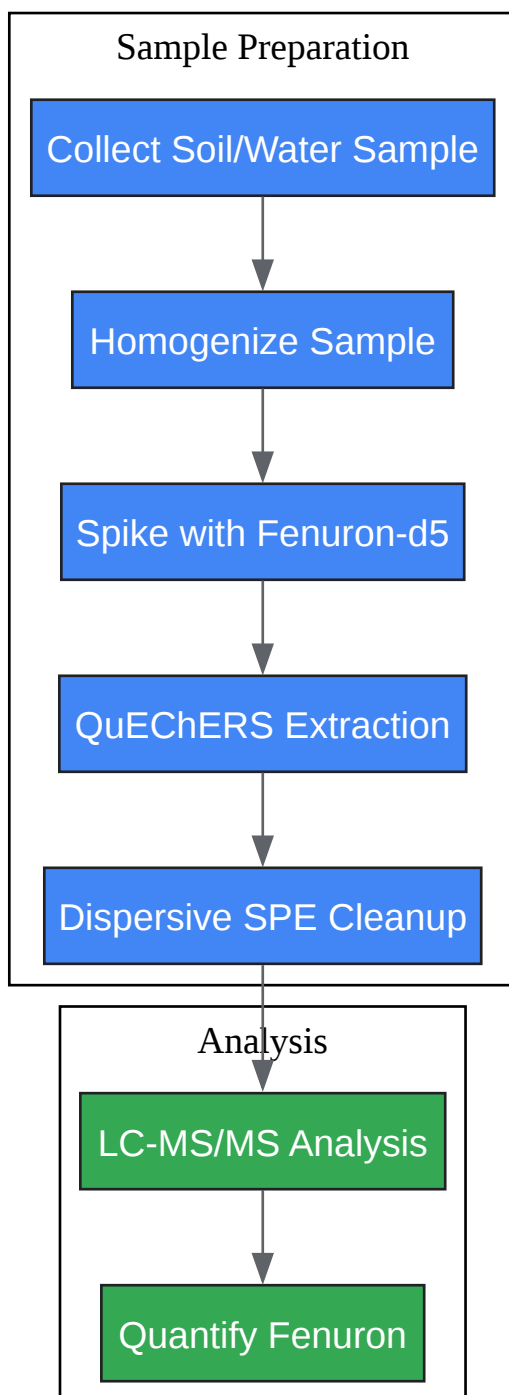 Sample Preparation
Collect Soil/Water Sample
Homogenize Sample
Spike with Fenuron-d5
QuEChERS Extraction
Dispersive SPE Cleanup
Analysis
LC-MS/MS Analysis
Quantify Fenuron